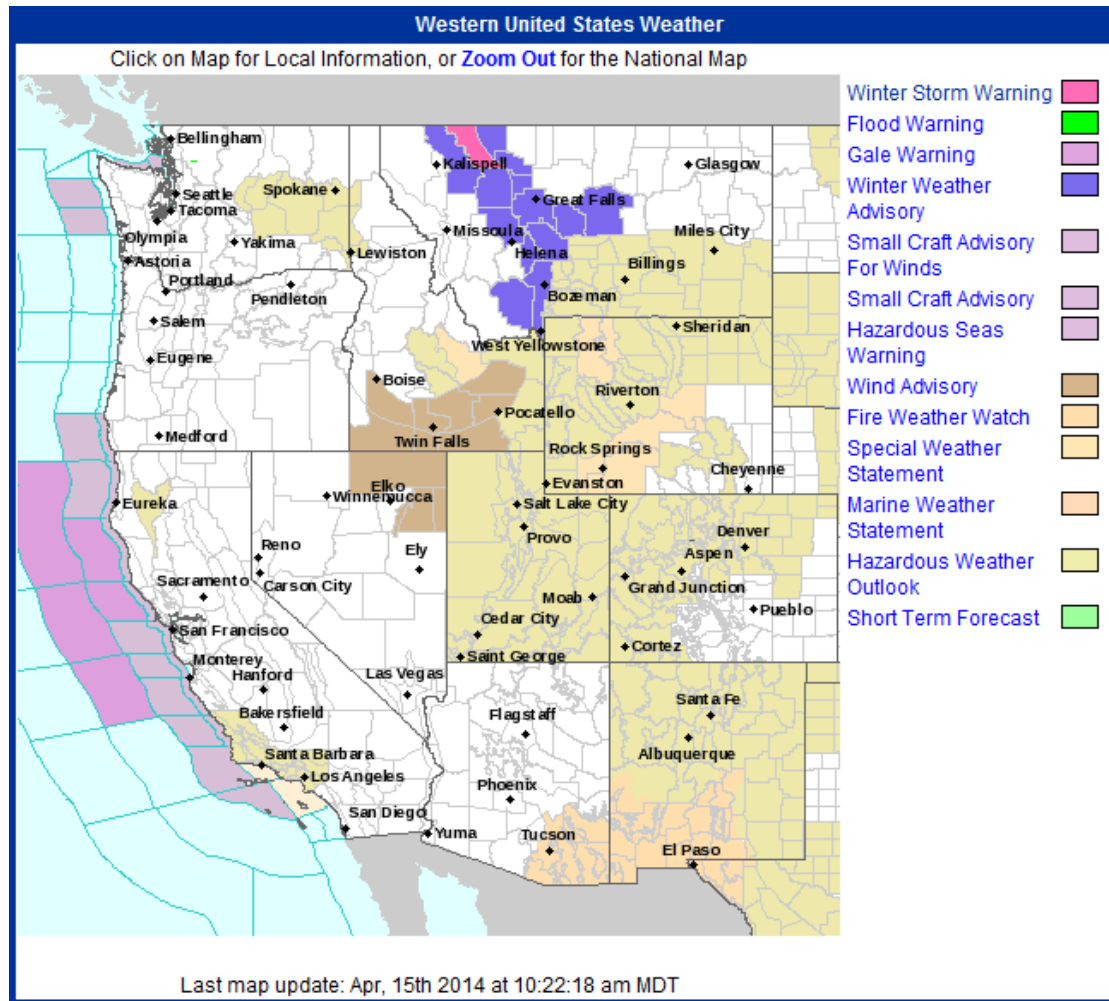 Western United States Weather
Click on Map for Local Information, or Zoom Out for the National Map
Winter Storm Warning
Flood Warning
Gale Warning
Winter Weather
Advisory
Small Craft Advisory
For Winds
Small Craft Advisory
Hazardous Seas
Warning
Wind Advisory
Fire Weather Watch
Special Weather
Statement
Marine Weather
Statement
Hazardous Weather
Outlook
Short Term Forecast
Bellingham
Kalispell
Glasgow
Spokane
Seattle
Great Falls
Tacoma
Olympia
Yakima
Missoula
Miles City
Lewiston
Helena
Astoria
Billings
Portland
Pendleton
Bozeman
Salem
Sheridan
West Yellowstone
Eugene
Boise
Riverton
Pocatello
Medford
Twin Falls
Rock Springs
Cheyenne
Elko
Evanston
Winnemucca
Eureka
Salt Lake City
Provo
Denver
Reno
Ely
Aspen
Carson City
Grand Junction
Sacramento
Moab
Pueblo
Cedar City
San Francisco
Cortez
Saint George
Monterey
Las Vegas
Hanford
Santa Fe
Bakersfield
Flagstaff
Santa Barbara
Albuquerque
Los Angeles
Phoenix
San Diego
Yuma
Tucson
El Paso
Last map update: Apr, 15th 2014 at 10:22:18 am MDT